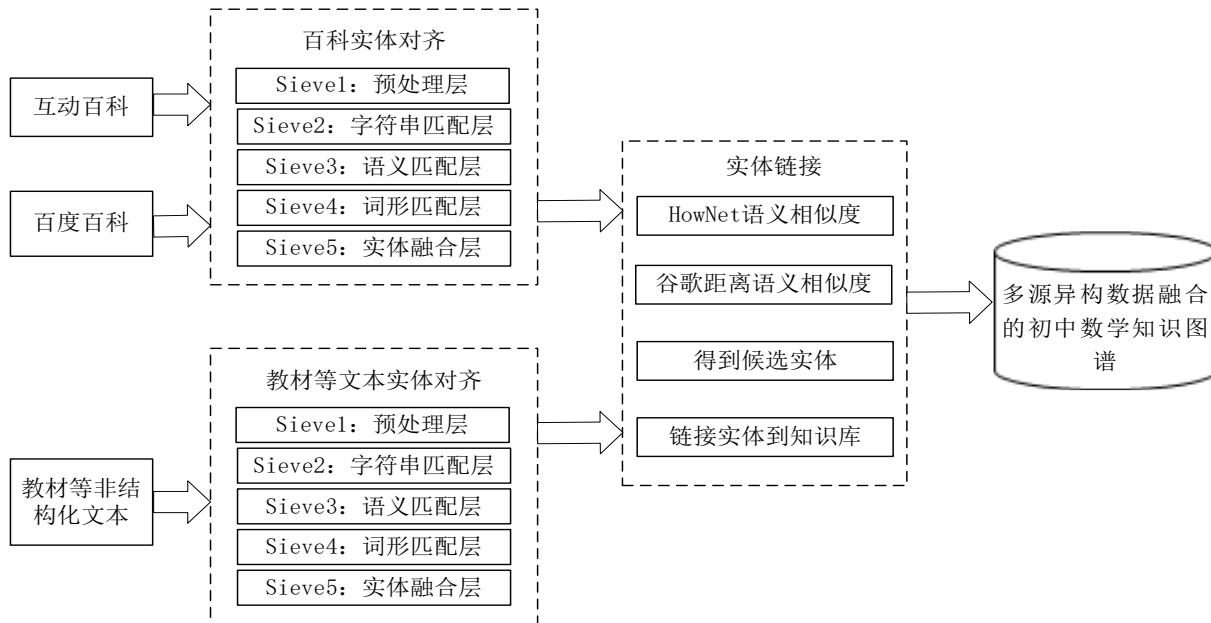 互动百科
百度百科
百科实体对齐
Sieve1: 预处理层
Sieve2: 字符串匹配层
Sieve3: 语义匹配层
Sieve4: 词形匹配层
Sieve5: 实体融合层
教材等非结
构化文本
教材等文本实体对齐
Sieve1: 预处理层
Sieve2: 字符串匹配层
Sieve3: 语义匹配层
Sieve4: 词形匹配层
Sieve5: 实体融合层
实体链接
HowNet语义相似度
谷歌距离语义相似度
得到候选实体
链接实体到知识库
多源异构数据融合
的初中数学知识图
谱